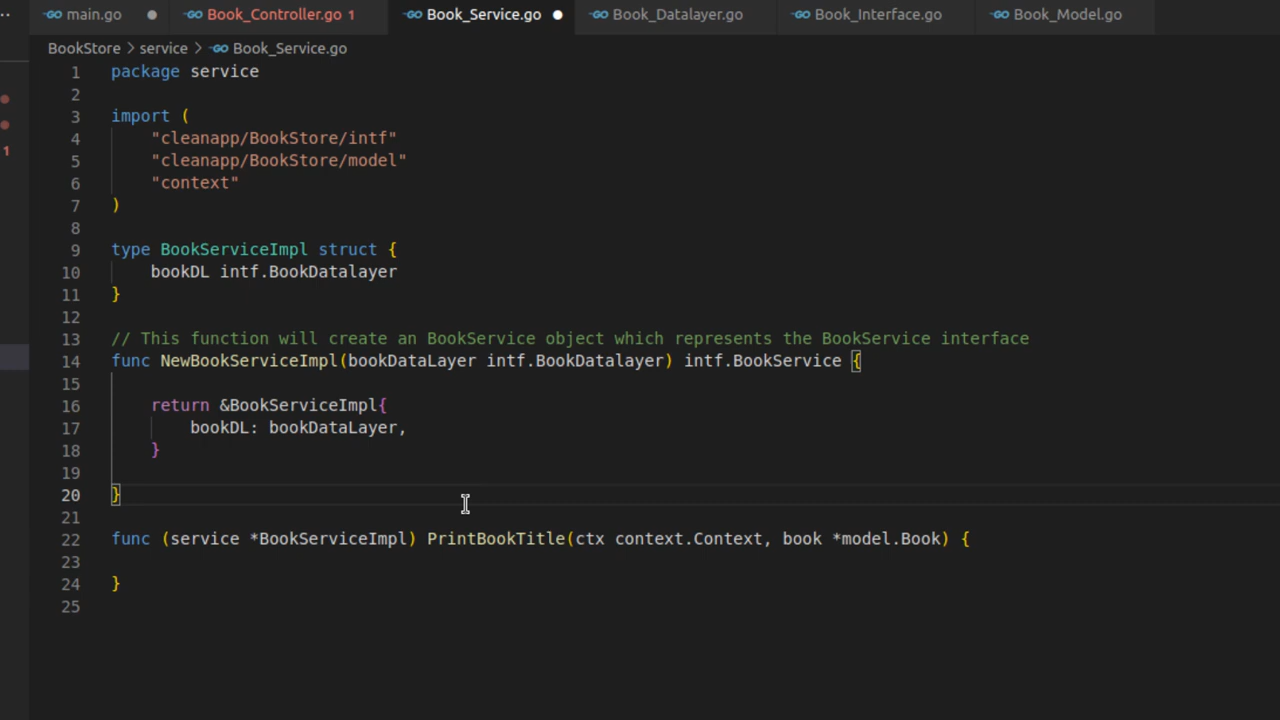 main.go
Book_Controller.go 1
Book_Service.go
Book_Datalayer.go
Book_Interface.go
Book_Model.go
BookStore > service > Book_Service.go
1 package service
2
3 import (
4 "cleanapp/BookStore/intf"
5 "cleanapp/BookStore/model"
6 "context"
7 )
8
9 type BookServiceImpl struct {
10 bookDL intf.BookDatalayer
11 }
12
13 // This function will create an BookService object which represents the BookService interface
14 func NewBookServiceImpl(bookDataLayer intf.BookDatalayer) intf.BookService {
15
16 return &BookServiceImpl{
17 bookDL: bookDataLayer,
18 }
19
20 }
21
22 func (service *BookServiceImpl) PrintBookTitle(ctx context.Context, book *model.Book) {
23
24 }
25
1